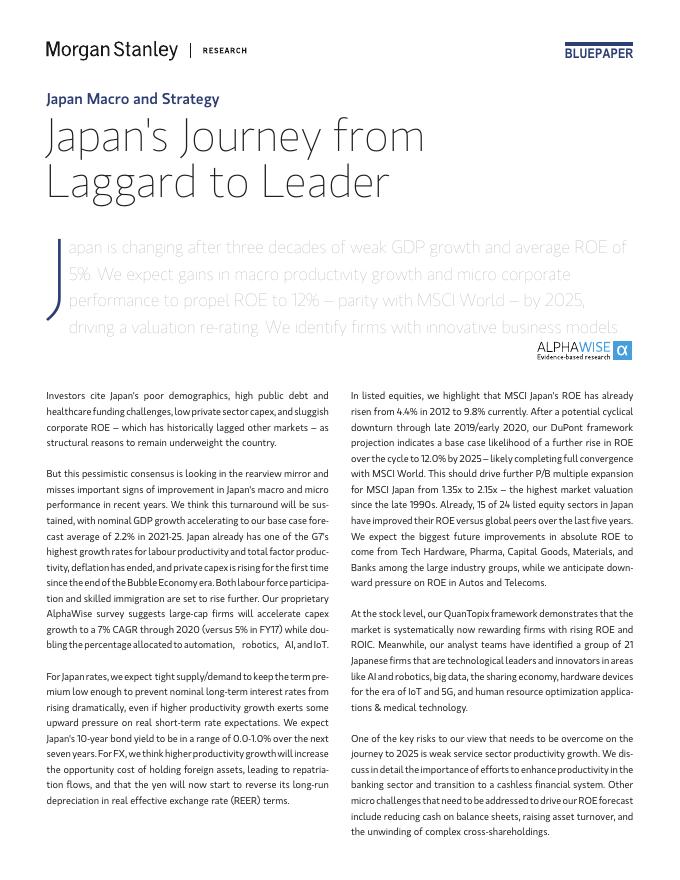 Morgan Stanley | RESEARCH
BLUEPAPER
Japan Macro and Strategy
Japan's Journey from
Laggard to Leader
Japan is changing after three decades of weak GDP growth and average ROE of
5%. We expect gains in macro productivity growth and micro corporate
performance to propel ROE to 12% – parity with MSCI World – by 2025,
driving a valuation re-rating. We identify firms with innovative business models.
ALPHAWISE α
Evidence-based research
Investors cite Japan's poor demographics, high public debt and
healthcare funding challenges, low private sector capex, and sluggish
corporate ROE – which has historically lagged other markets – as
structural reasons to remain underweight the country.
But this pessimistic consensus is looking in the rearview mirror and
misses important signs of improvement in Japan's macro and micro
performance in recent years. We think this turnaround will be sus-
tained, with nominal GDP growth accelerating to our base case fore-
cast average of 2.2% in 2021-25. Japan already has one of the G7's
highest growth rates for labour productivity and total factor produc-
tivity, deflation has ended, and private capex is rising for the first time
since the end of the Bubble Economy era. Both labour force participa-
tion and skilled immigration are set to rise further. Our proprietary
AlphaWise survey suggests large-cap firms will accelerate capex
growth to a 7% CAGR through 2020 (versus 5% in FY17) while dou-
bling the percentage allocated to automation, robotics, AI, and IoT.
For Japan rates, we expect tight supply/demand to keep the term pre-
mium low enough to prevent nominal long-term interest rates from
rising dramatically, even if higher productivity growth exerts some
upward pressure on real short-term rate expectations. We expect
Japan's 10-year bond yield to be in a range of 0.0-1.0% over the next
seven years. For FX, we think higher productivity growth will increase
the opportunity cost of holding foreign assets, leading to repatria-
tion flows, and that the yen will now start to reverse its long-run
depreciation in real effective exchange rate (REER) terms.
In listed equities, we highlight that MSCI Japan's ROE has already
risen from 4.4% in 2012 to 9.8% currently. After a potential cyclical
downturn through late 2019/early 2020, our DuPont framework
projection indicates a base case likelihood of a further rise in ROE
over the cycle to 12.0% by 2025 – likely completing full convergence
with MSCI World. This should drive further P/B multiple expansion
for MSCI Japan from 1.35x to 2.15x – the highest market valuation
since the late 1990s. Already, 15 of 24 listed equity sectors in Japan
have improved their ROE versus global peers over the last five years.
We expect the biggest future improvements in absolute ROE to
come from Tech Hardware, Pharma, Capital Goods, Materials, and
Banks among the large industry groups, while we anticipate down-
ward pressure on ROE in Autos and Telecoms.
At the stock level, our QuanTopix framework demonstrates that the
market is systematically now rewarding firms with rising ROE and
ROIC. Meanwhile, our analyst teams have identified a group of 21
Japanese firms that are technological leaders and innovators in areas
like AI and robotics, big data, the sharing economy, hardware devices
for the era of IoT and 5G, and human resource optimization applica-
tions & medical technology.
One of the key risks to our view that needs to be overcome on the
journey to 2025 is weak service sector productivity growth. We dis-
cuss in detail the importance of efforts to enhance productivity in the
banking sector and transition to a cashless financial system. Other
micro challenges that need to be addressed to drive our ROE forecast
include reducing cash on balance sheets, raising asset turnover, and
the unwinding of complex cross-shareholdings.